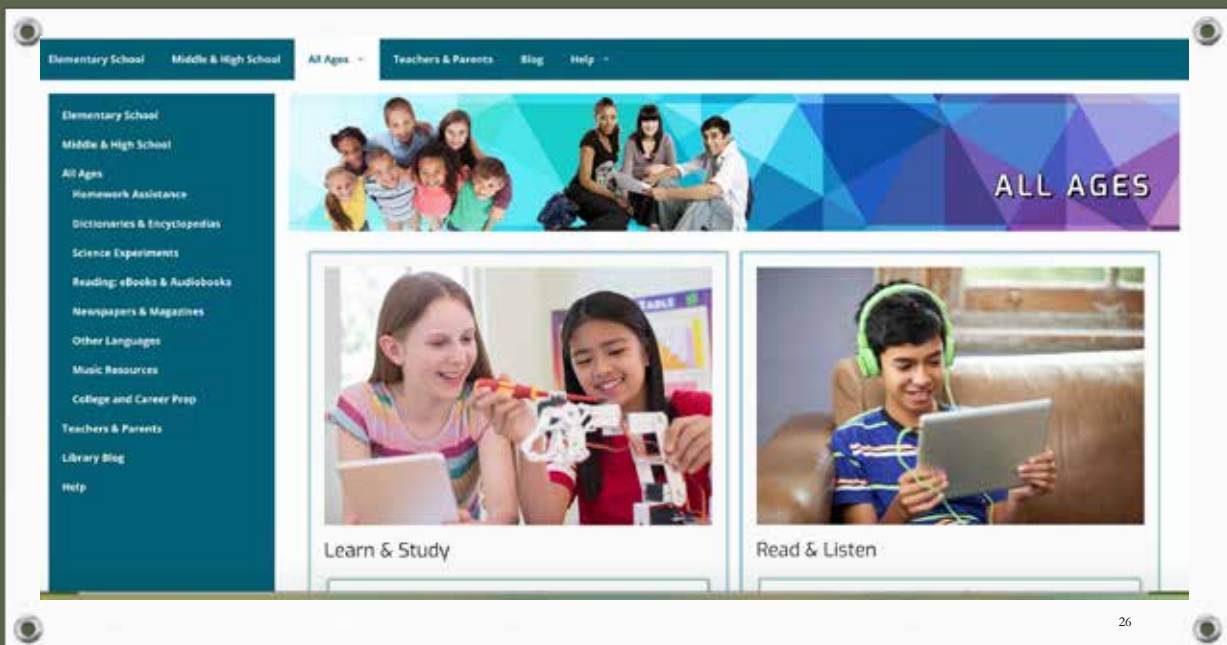 Elementary School Middle & High School All Ages Teachers & Parents Blog Help
Elementary School
Middle & High School
All Ages
Homework Assistance
Dictionaries & Encyclopedias
Science Experiments
Reading: eBooks & Audiobooks
Newspapers & Magazines
Other Languages
Music Resources
College and Career Prep
Teachers & Parents
Library Blog
Help
ALL AGES
TABLE
Learn & Study
Read & Listen
26